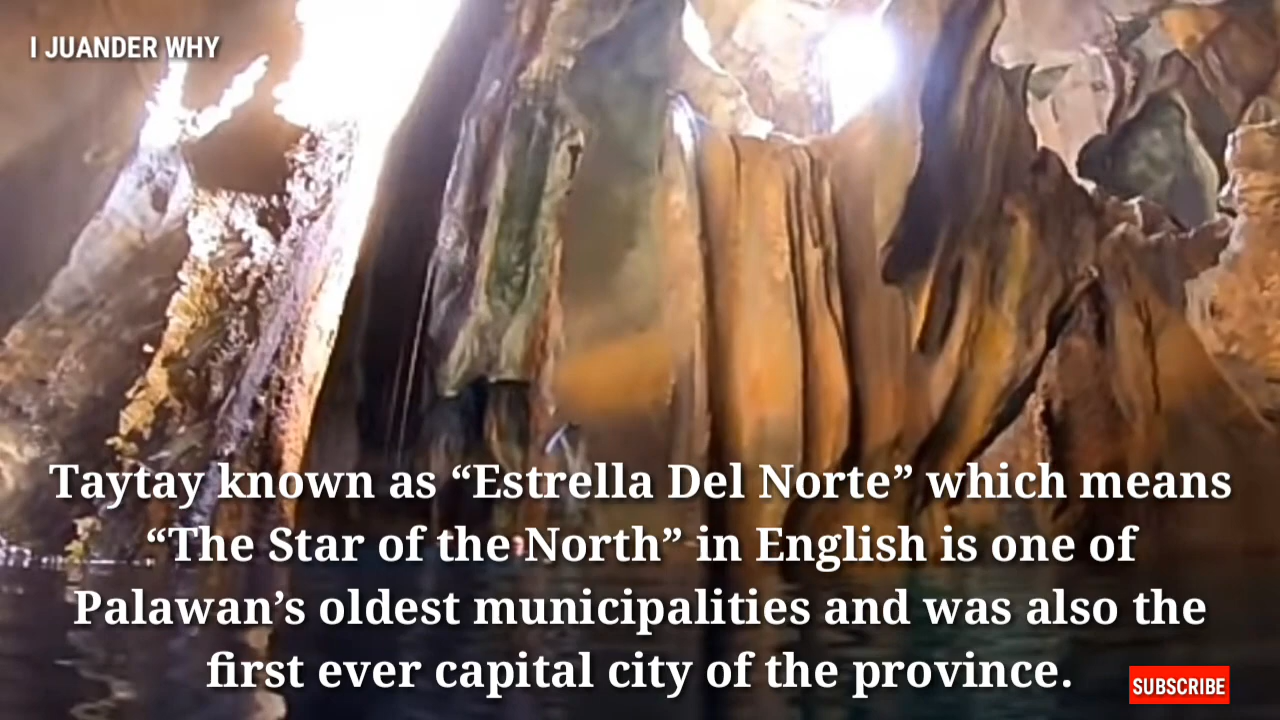 I JUANDER WHY
Taytay known as “Estrella Del Norte” which means
“The Star of the North” in English is one of
Palawan’s oldest municipalities and was also the
first ever capital city of the province.
SUBSCRIBE